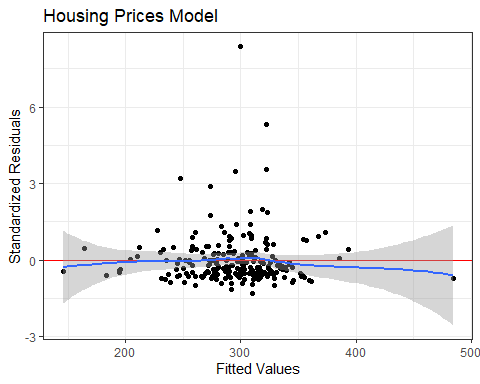 Housing Prices Model
Standardized Residuals
6
3
0
-3
200
300
400
500
Fitted Values